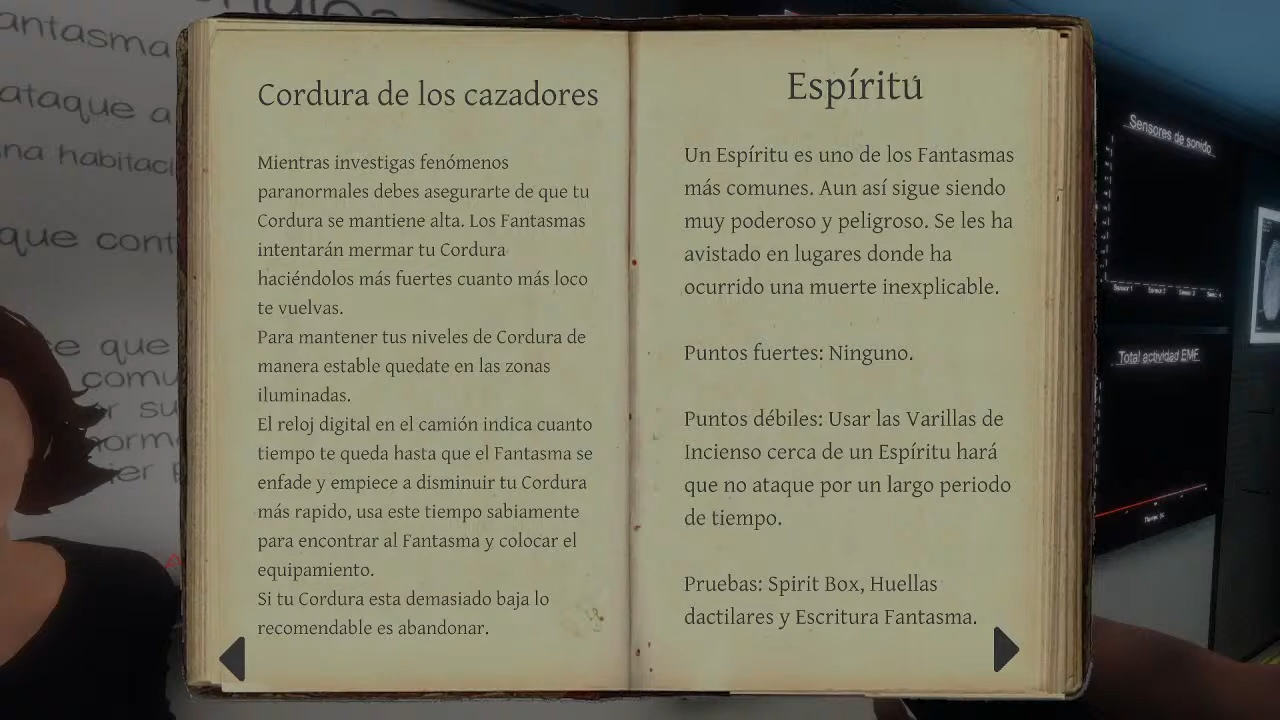 antasma
ataque a
na habitaci
que cont
e que
comu
r su
norm
Cordura de los cazadores
Mientras investigas fenómenos
paranormales debes asegurarte de que tu
Cordura se mantiene alta. Los Fantasmas
intentarán mermar tu Cordura
haciéndolos más fuertes cuanto más loco
te vuelvas.
Para mantener tus niveles de Cordura de
manera estable quedate en las zonas
iluminadas.
El reloj digital en el camión indica cuanto
tiempo te queda hasta que el Fantasma se
enfade y empiece a disminuir tu Cordura
más rapido, usa este tiempo sabiamente
para encontrar al Fantasma y colocar el
equipamiento.
Si tu Cordura esta demasiado baja lo
recomendable es abandonar.
Espíritu
Un Espíritu es uno de los Fantasmas
más comunes. Aun así sigue siendo
muy poderoso y peligroso. Se les ha
avistado en lugares donde ha
ocurrido una muerte inexplicable.
Puntos fuertes: Ninguno.
Puntos débiles: Usar las Varillas de
Incienso cerca de un Espíritu hará
que no ataque por un largo periodo
de tiempo.
Pruebas: Spirit Box, Huellas
dactilares y Escritura Fantasma.
Sensores de sonido
Total actividad EMF